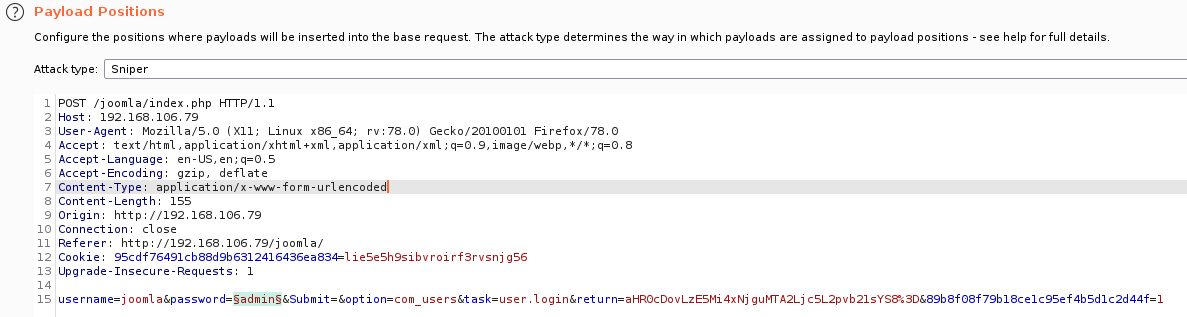 ? Payload Positions
Configure the positions where payloads will be inserted into the base request. The attack type determines the way in which payloads are assigned to payload positions - see help for full details.
Attack type: Sniper
1 POST /joomla/index.php HTTP/1.1
2 Host: 192.168.106.79
3 User-Agent: Mozilla/5.0 (X11; Linux x86_64; rv:78.0) Gecko/20100101 Firefox/78.0
4 Accept: text/html,application/xhtml+xml,application/xml;q=0.9,image/webp,*/*;q=0.8
5 Accept-Language: en-US,en;q=0.5
6 Accept-Encoding: gzip, deflate
7 Content-Type: application/x-www-form-urlencoded
8 Content-Length: 155
9 Origin: http://192.168.106.79
10 Connection: close
11 Referer: http://192.168.106.79/joomla/
12 Cookie: 95cdf76491cb88d9b6312416436ea834=lie5e5h9sibvroirf3rvsnjg56
13 Upgrade-Insecure-Requests: 1
14
15 username=joomla&password=§admin§&Submit=&option=com_users&task=user.login&return=aHR0cDovLzE5Mi4xNjguMTA2Ljc5L2pvb21sYS8%3D&89b8f08f79b18ce1c95ef4b5d1c2d44f=1